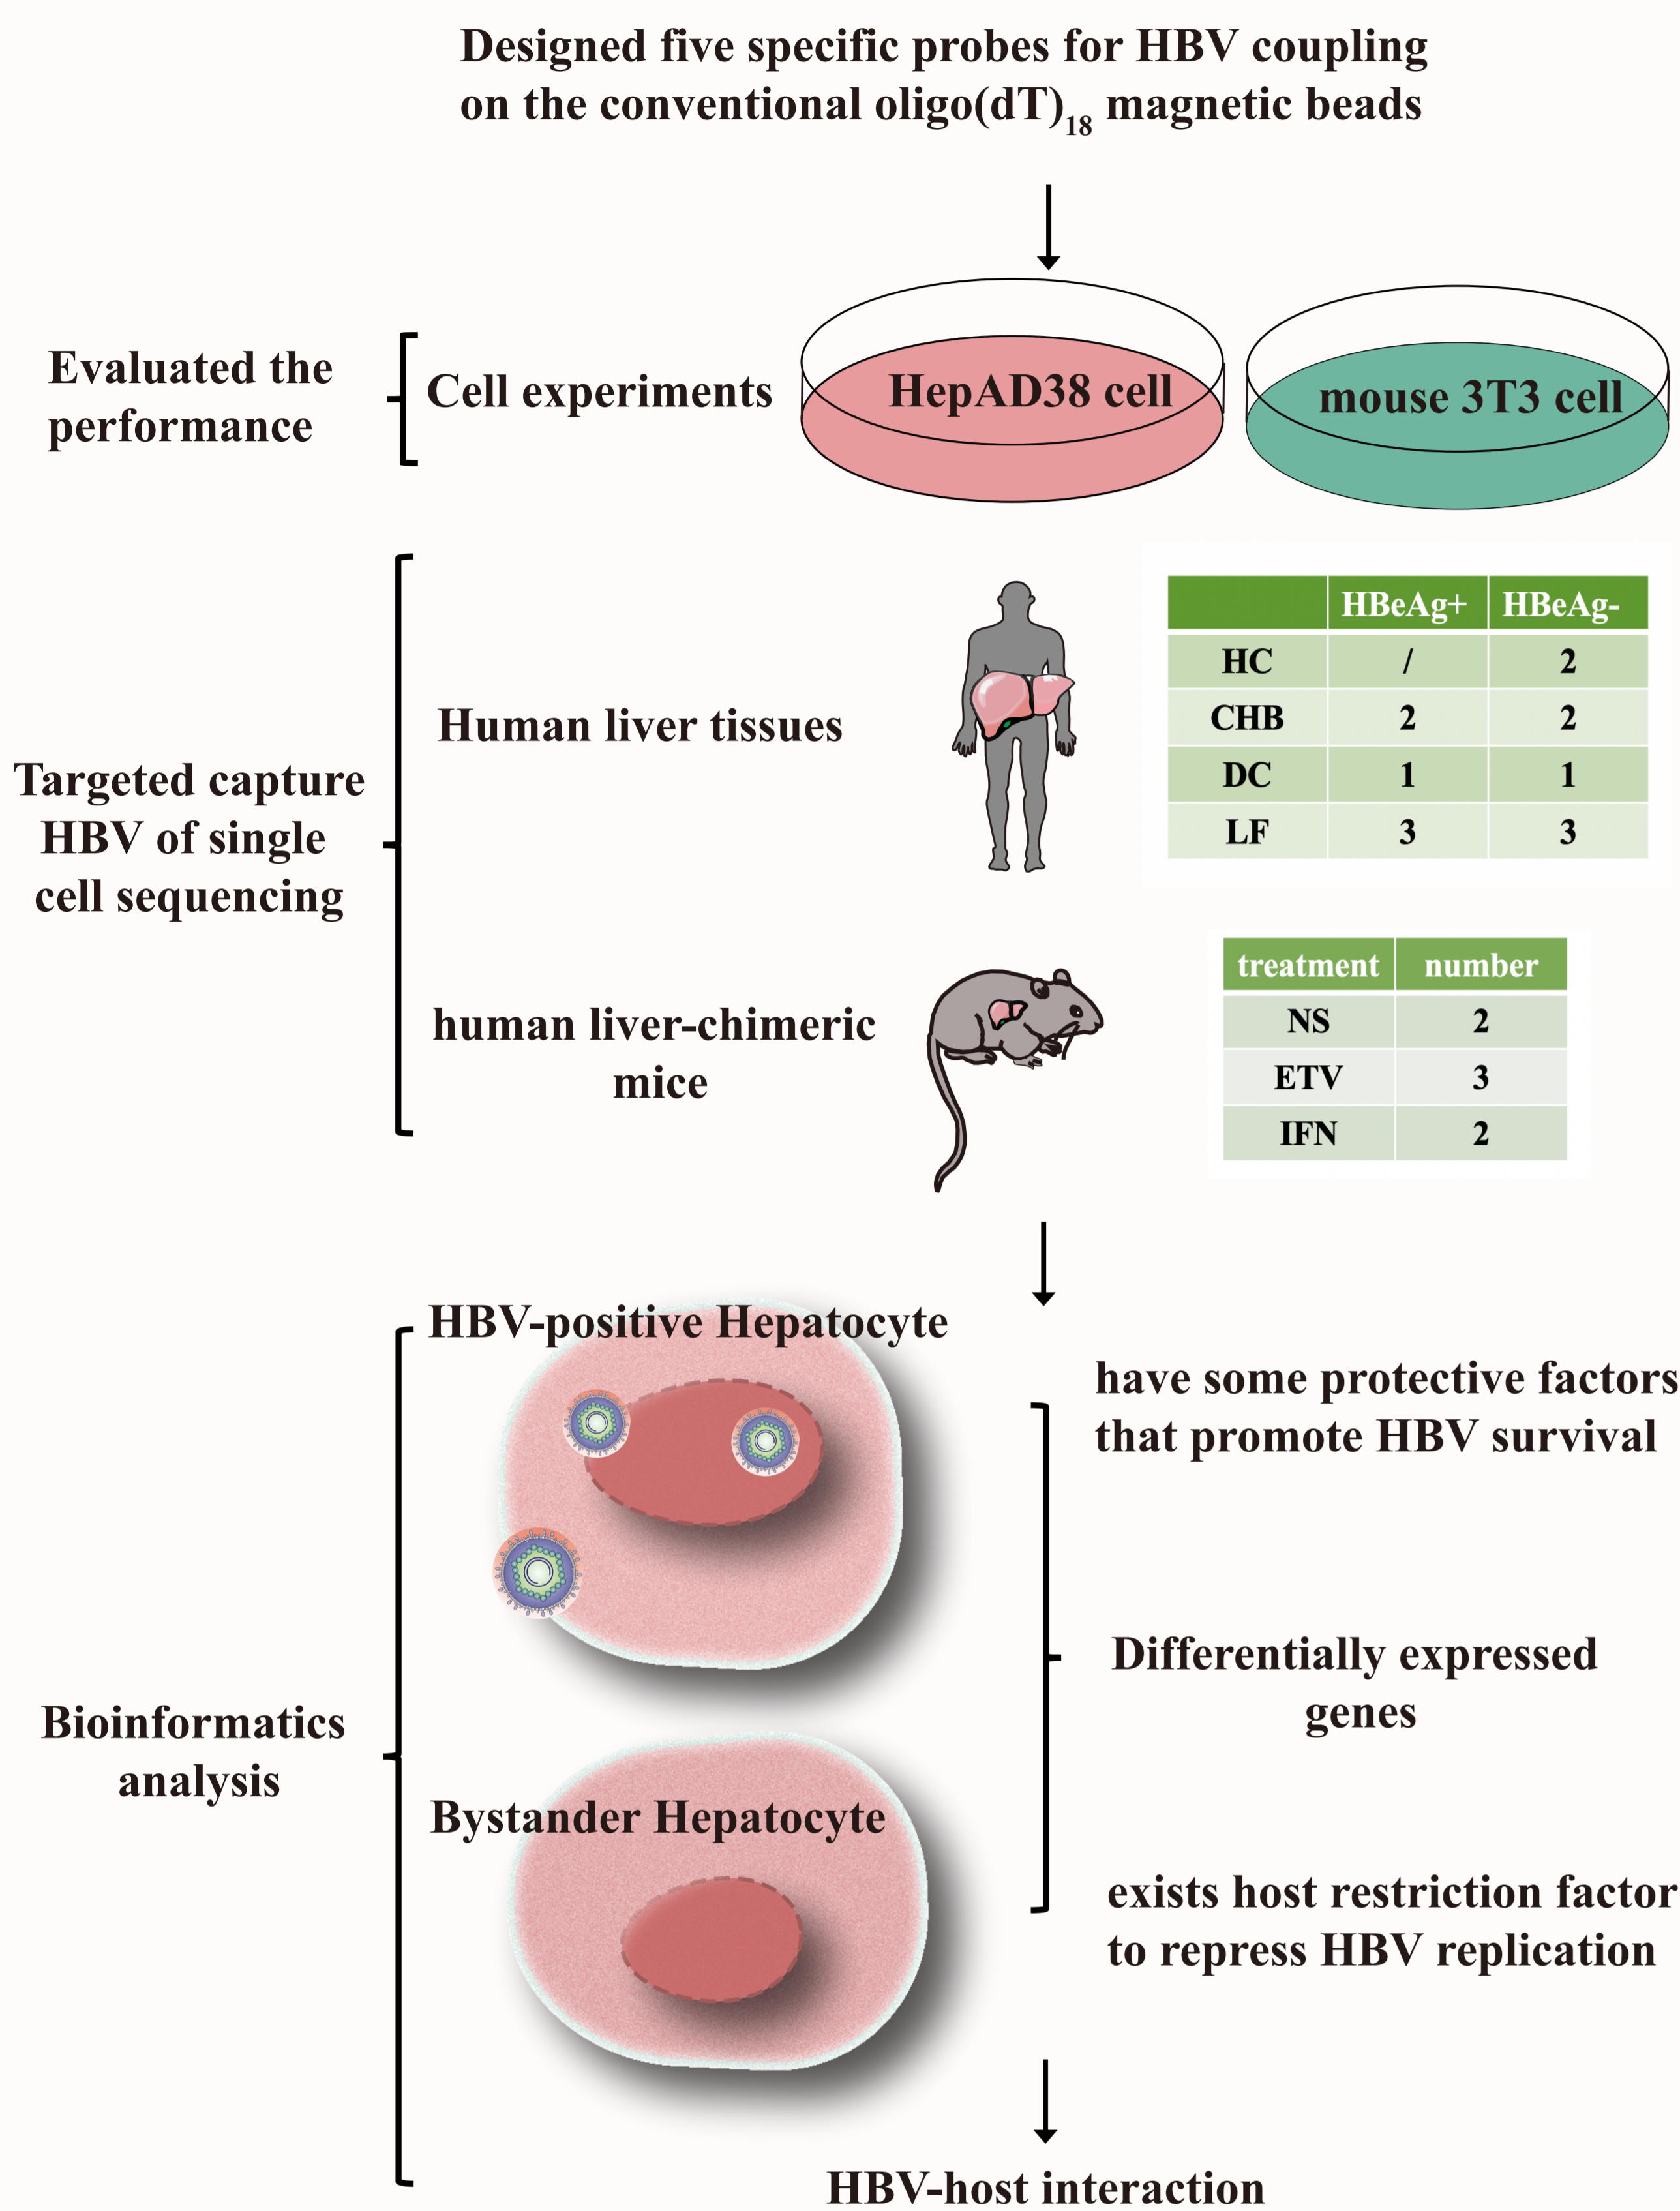 Designed five specific probes for HBV coupling
on the conventional oligo(dT)18 magnetic beads
Evaluated the
performance
Cell experiments
HepAD38 cell
mouse 3T3 cell
Targeted capture
HBV of single
cell sequencing
Human liver tissues
HBeAg+ HBeAg-
HC / 2
CHB 2 2
DC 1 1
LF 3 3
human liver-chimeric
mice
treatment number
NS 2
ETV 3
IFN 2
Bioinformatics
analysis
HBV-positive Hepatocyte
have some protective factors
that promote HBV survival
Differentially expressed
genes
Bystander Hepatocyte
exists host restriction factor
to repress HBV replication
HBV-host interaction